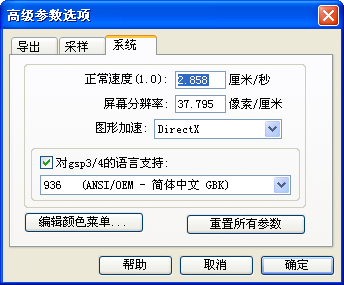 高级参数选项
导出 采样 系统
正常速度(1.0): 2.858 厘米/秒
屏幕分辨率: 37.795 像素/厘米
图形加速: DirectX
对gsp3/4的语言支持:
936 (ANSI/OEM - 简体中文 GBK)
编辑颜色菜单... 重置所有参数
帮助 取消 确定